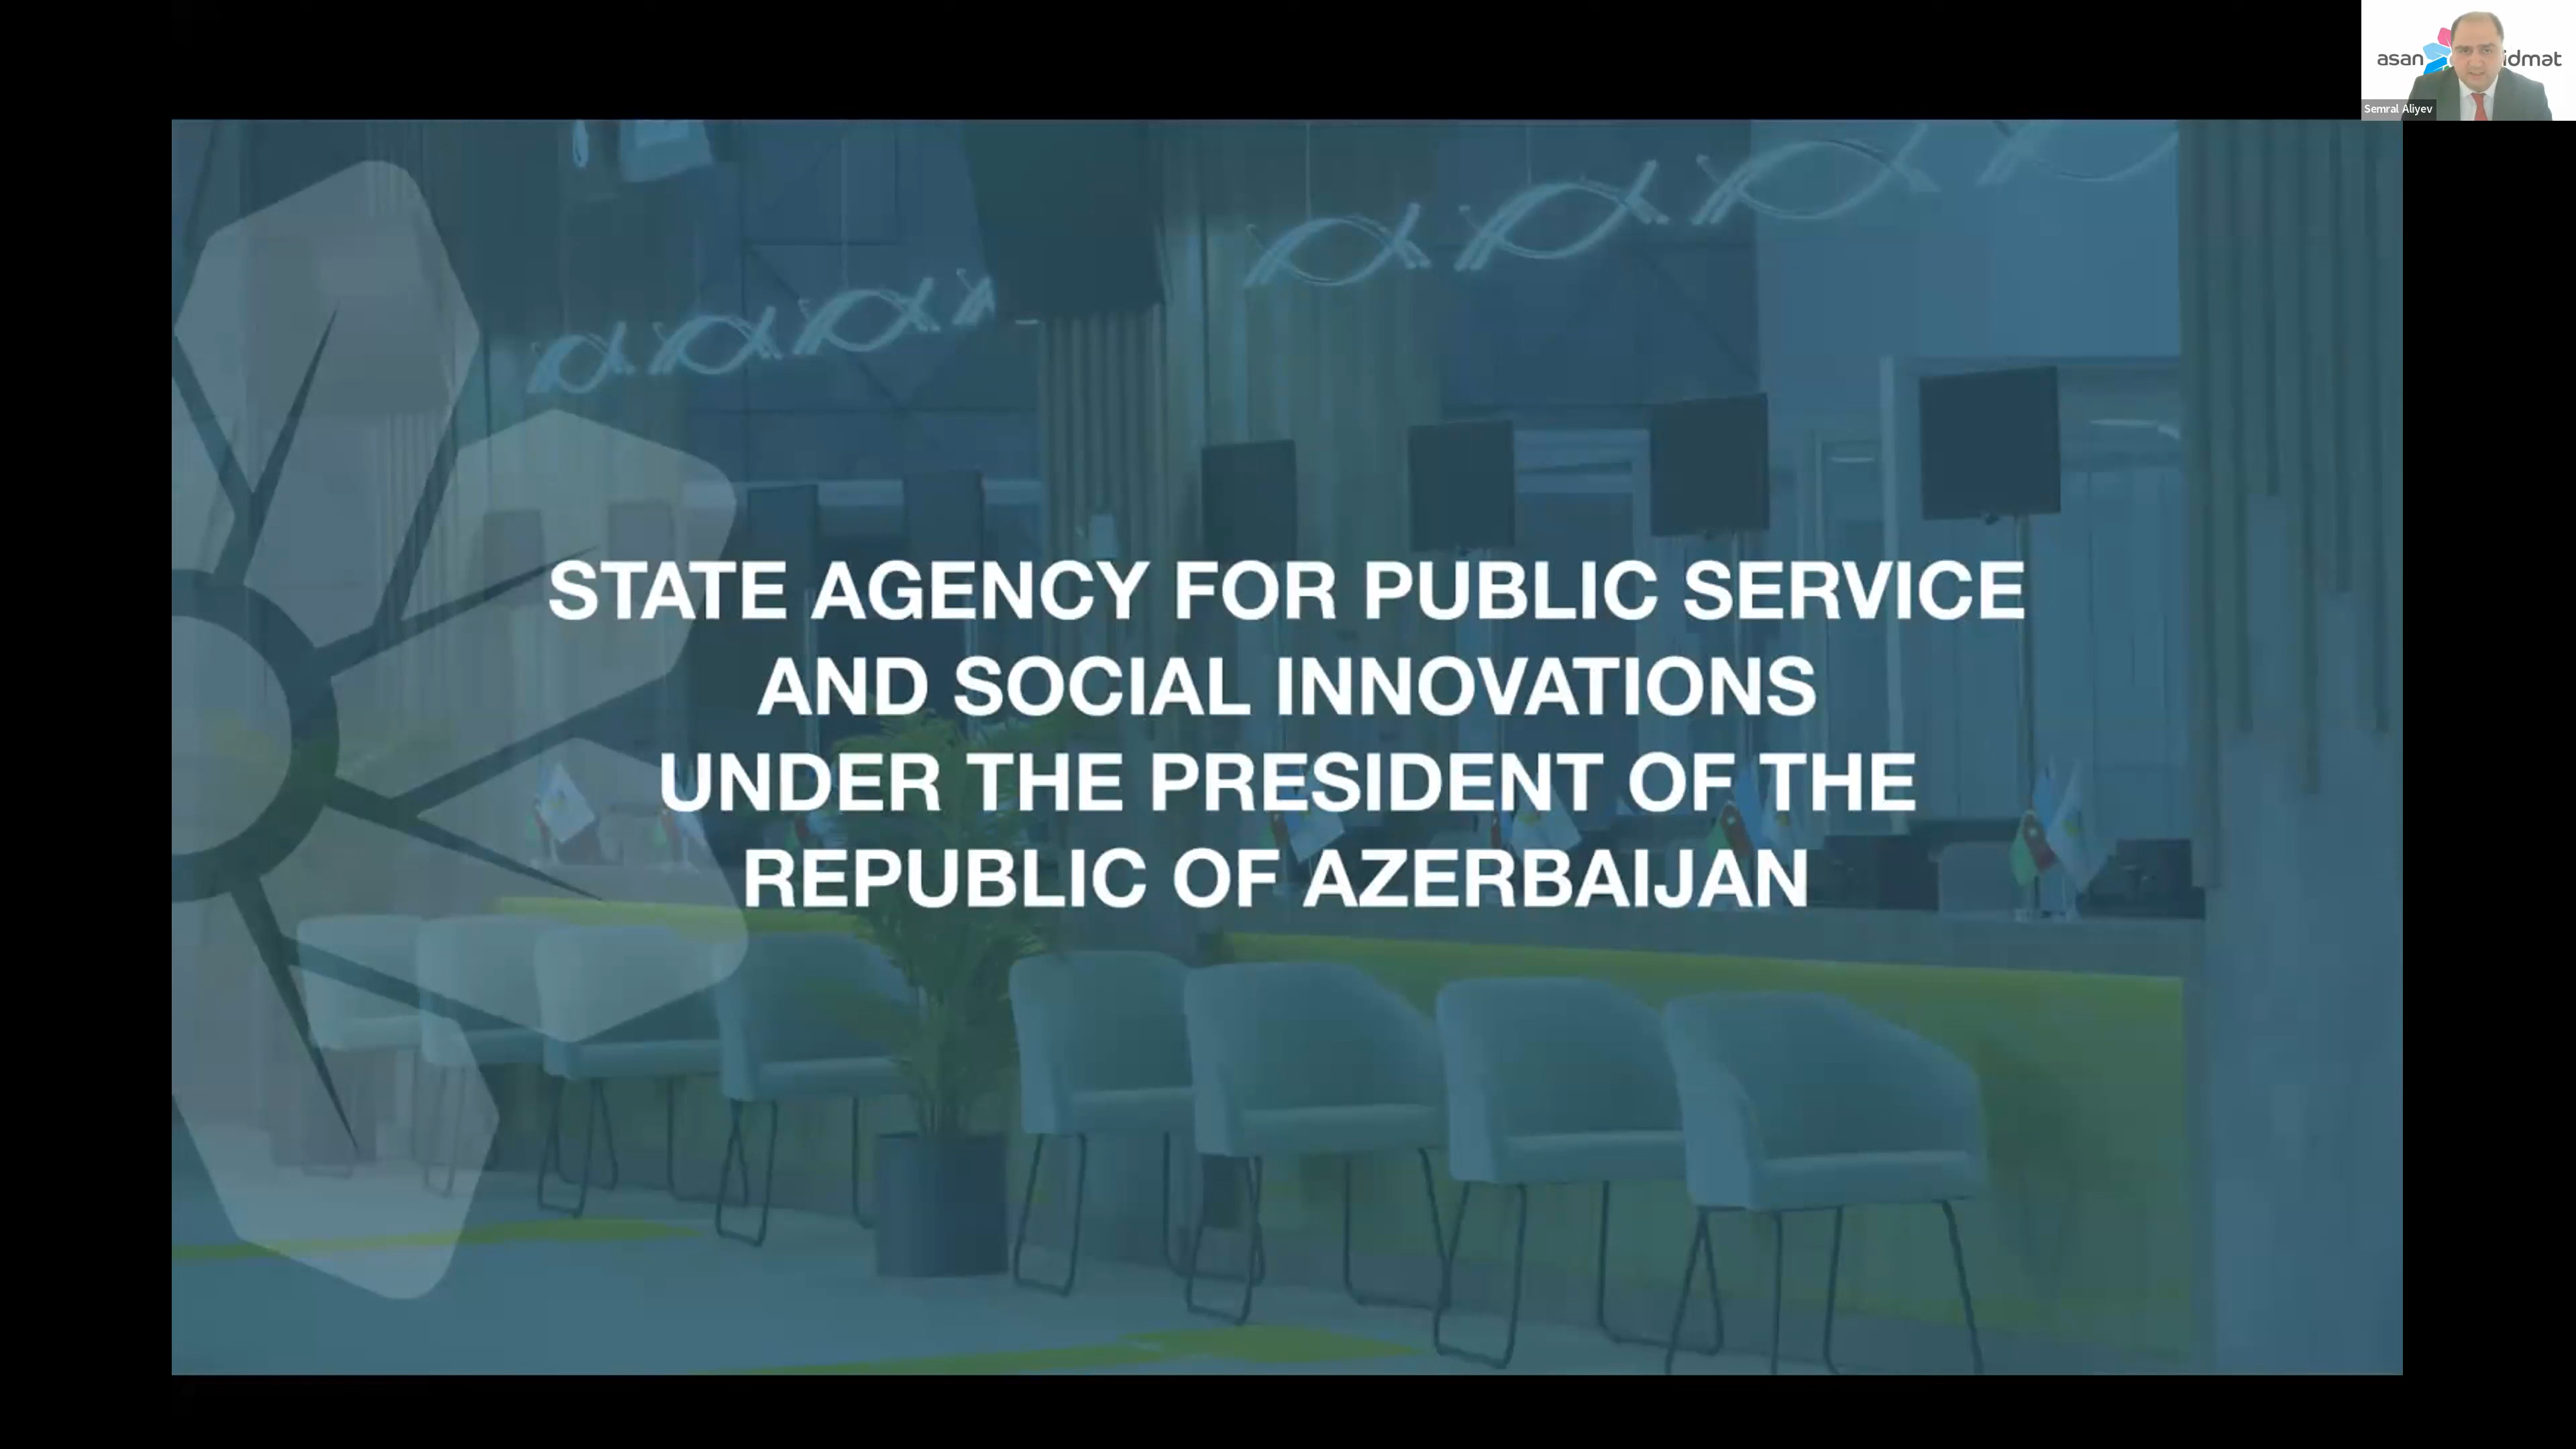 asan idmat
Semral Aliyev
STATE AGENCY FOR PUBLIC SERVICE
AND SOCIAL INNOVATIONS
UNDER THE PRESIDENT OF THE
REPUBLIC OF AZERBAIJAN